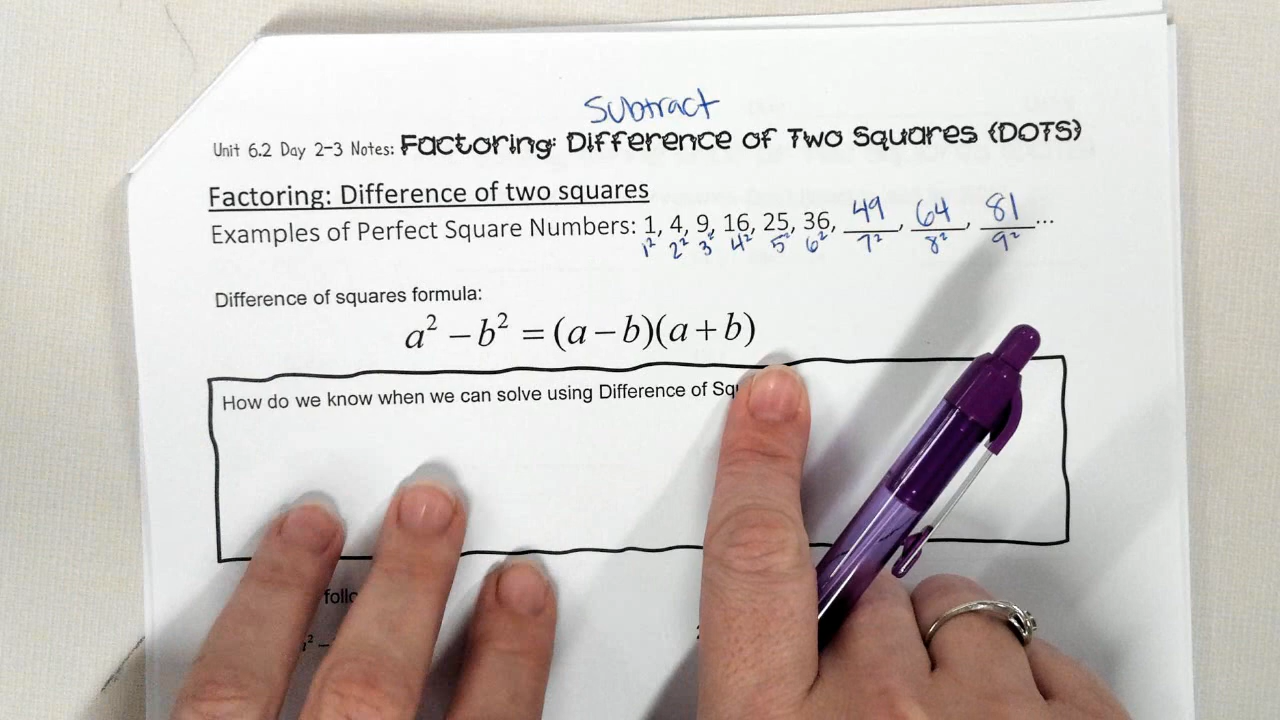 Subtract
Unit 6.2 Day 2-3 Notes: Factoring: Difference of Two Squares {DOTS}
Factoring: Difference of two squares
Examples of Perfect Square Numbers: 1, 4, 9, 16, 25, 36, 49, 64, 81 ...
1² 2² 3² 4² 5² 6² 7² 8² 9²
Difference of squares formula:
a² − b² = (a − b)(a + b)
How do we know when we can solve using Difference of